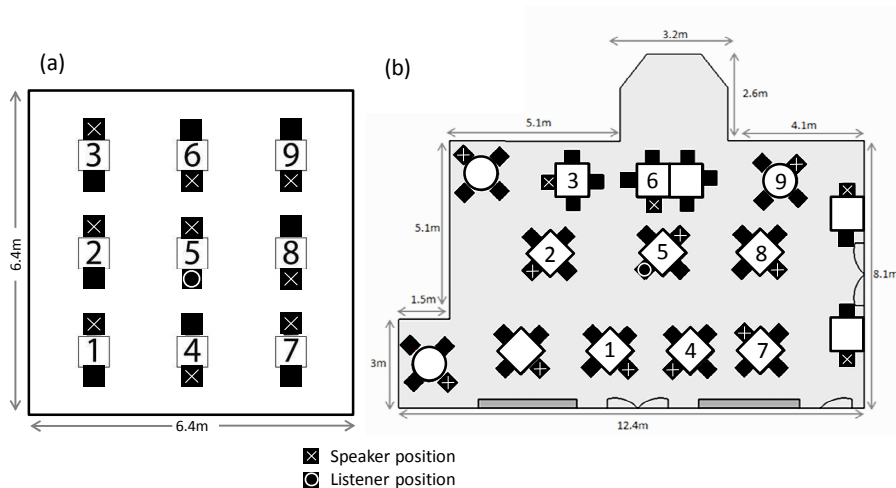 3.2m
(a)
(b)
2.6m
5.1m
4.1m
3 6 9
3 6 9
5.1m
6.4m
2 5 8
2 5 8
8.1m
1.5m
1 4 7
1 4 7
3m
6.4m
12.4m
Speaker position
Listener position